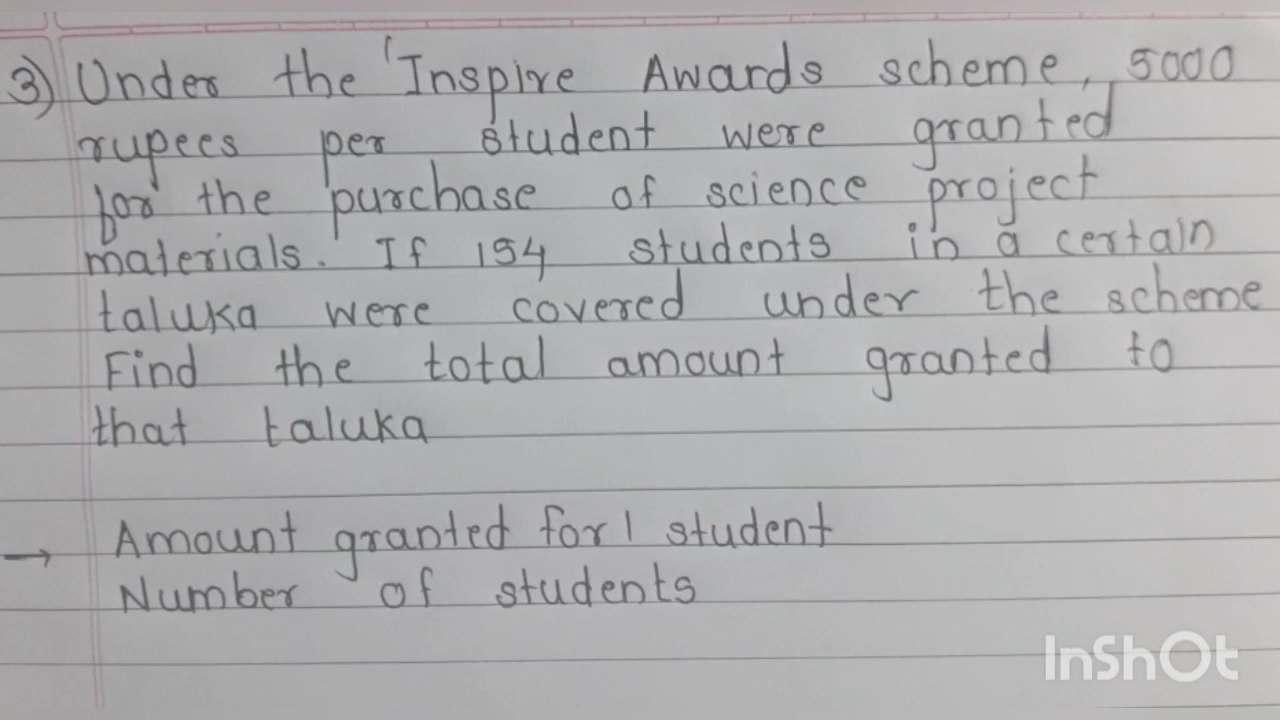 3) Under the 'Inspire Awards scheme, 5000
rupees per student were granted
for the purchase of science project
materials. If 154 students in a certain
taluka were covered under the scheme
Find the total amount granted to
that taluka
→ Amount granted for 1 student
Number of students
InShOt